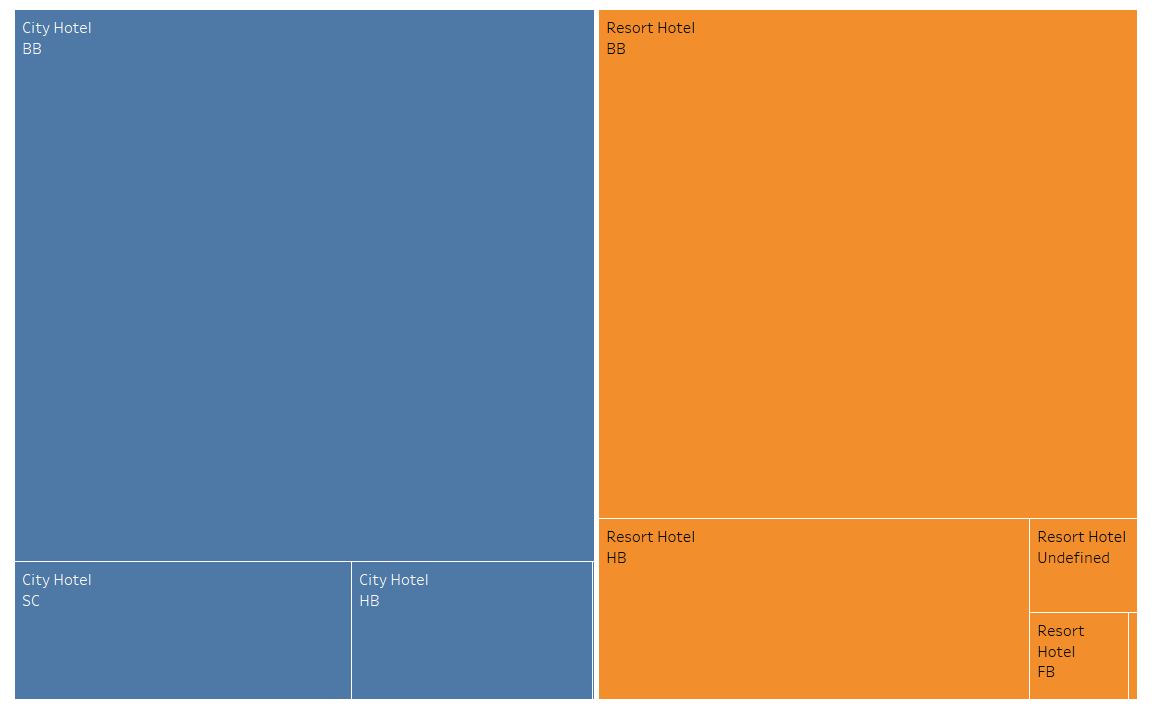 City Hotel
BB
Resort Hotel
BB
City Hotel
SC
City Hotel
HB
Resort Hotel
HB
Resort Hotel
Undefined
Resort
Hotel
FB